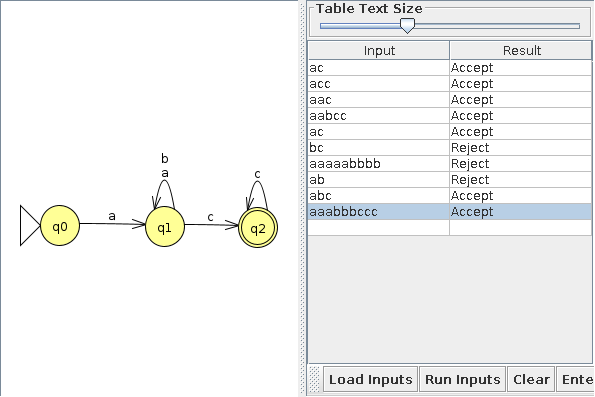 Table Text Size
Input Result
ac Accept
acc Accept
aac Accept
aabcc Accept
ac Accept
bc Reject
aaaaabbbb Reject
ab Reject
abc Accept
aaabbbccc Accept
b
a
c
q0
a
q1
c
q2
Load Inputs Run Inputs Clear Ente